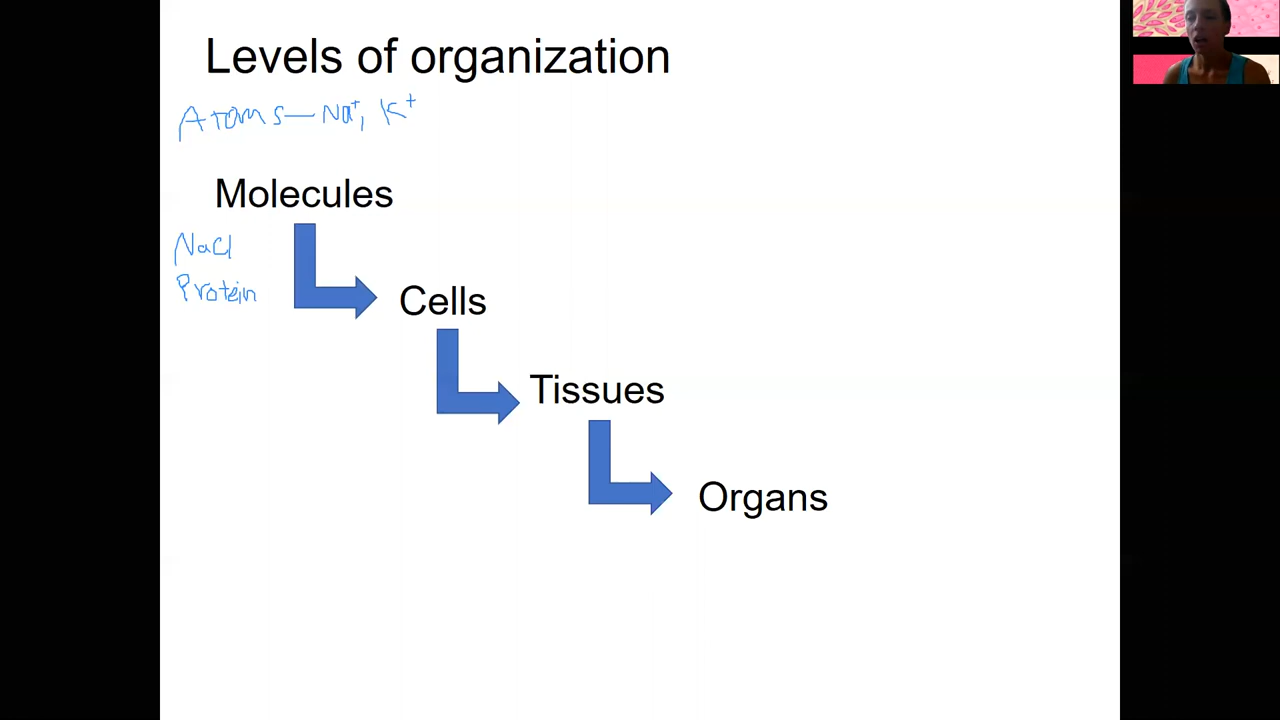 Levels of organization
Atoms—Na⁺, K⁺
Molecules
NaCl
Protein
Cells
Tissues
Organs